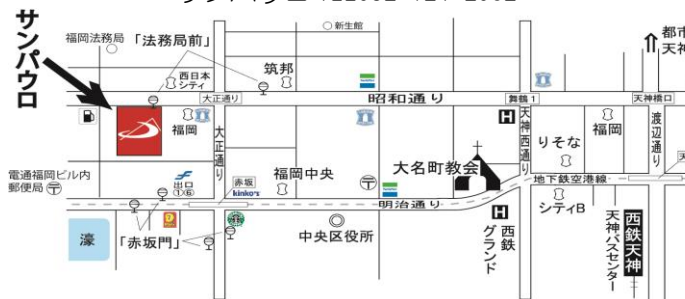 サンパウロ
福岡法務局
「法務局前」
新生館
西日本
シティ
筑邦
大正通り
昭和通り
舞鶴1
天神橋口
都市
天神
福岡
大正通り
H
天神西通り
りそな
福岡
渡辺通り
電通福岡ビル内
郵便局
出口
①⑥
赤坂
kinko's
福岡中央
大名町教会
地下鉄空港線
明治通り
H
シティB
濠
「赤坂門」
中央区役所
西鉄
グランド
天神バスセンター
西鉄天神